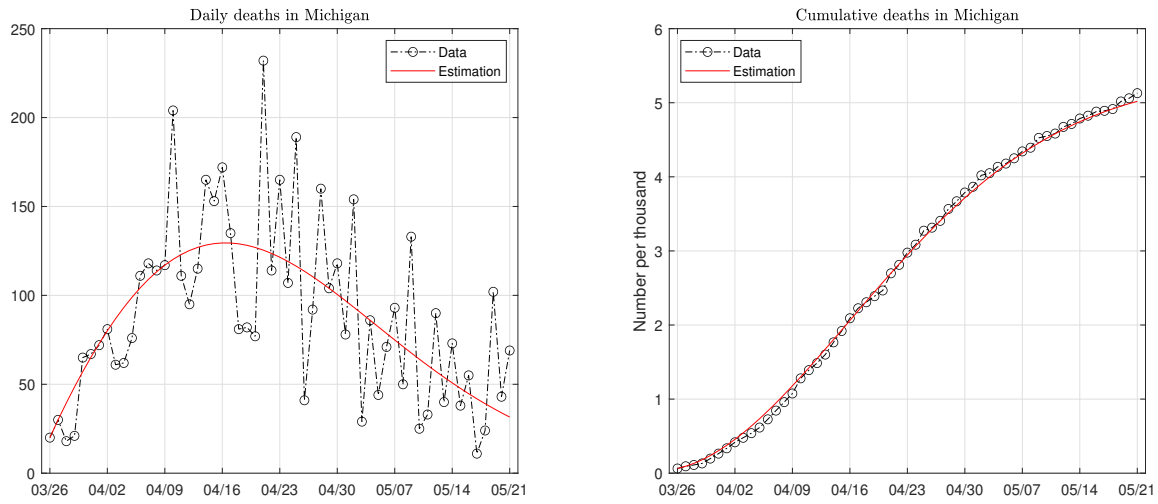 Daily deaths in Michigan
250
200
150
100
50
0
03/26 04/02 04/09 04/16 04/23 04/30 05/07 05/14 05/21
Data
Estimation
Cumulative deaths in Michigan
Number per thousand
6
5
4
3
2
1
0
03/26 04/02 04/09 04/16 04/23 04/30 05/07 05/14 05/21
Data
Estimation